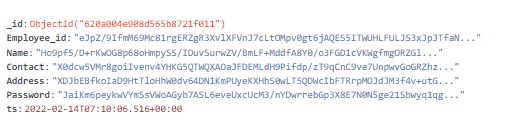 _id:ObjectId("620a004e908d565b8721f011")
Employee_id:"eJpZ/9IfmM69Mc81rgERZgR3XvlXFVnJ7cLtOMpv0gt6jAQES5ITWUHLFULJS3xJpJTfaN..."
Name:"Ho9pf5/D+rKwOG8p68oHmpySS/IDuvSurwZV/BmLF+MddfA8Y0/o3FGD1cVKWgfmgORZGl..."
Contact:"X0dcw5VMr8goiIvenv4YHKG5QTWQXAOaJFDEMLdH9Pifdp/zT9qCnC9ve7UnpwvGoGRZhz..."
Address:"XDJbEBfkoIaD9HtTloHhW0dv64DN1KmPUyeKXHhS0wLT5QDWcIbFTRrpMOJdJM3f4v+utG..."
Password:"JaiKm6peykwVYmSsVWoAGyb7ASL6eveUxcUcM3/nYDwrrebGp3X8E7N0N5ge21Sbwyq1qg..."
ts:2022-02-14T07:10:06.516+00:00